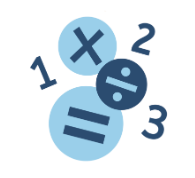 × 2
1 ÷
= 3